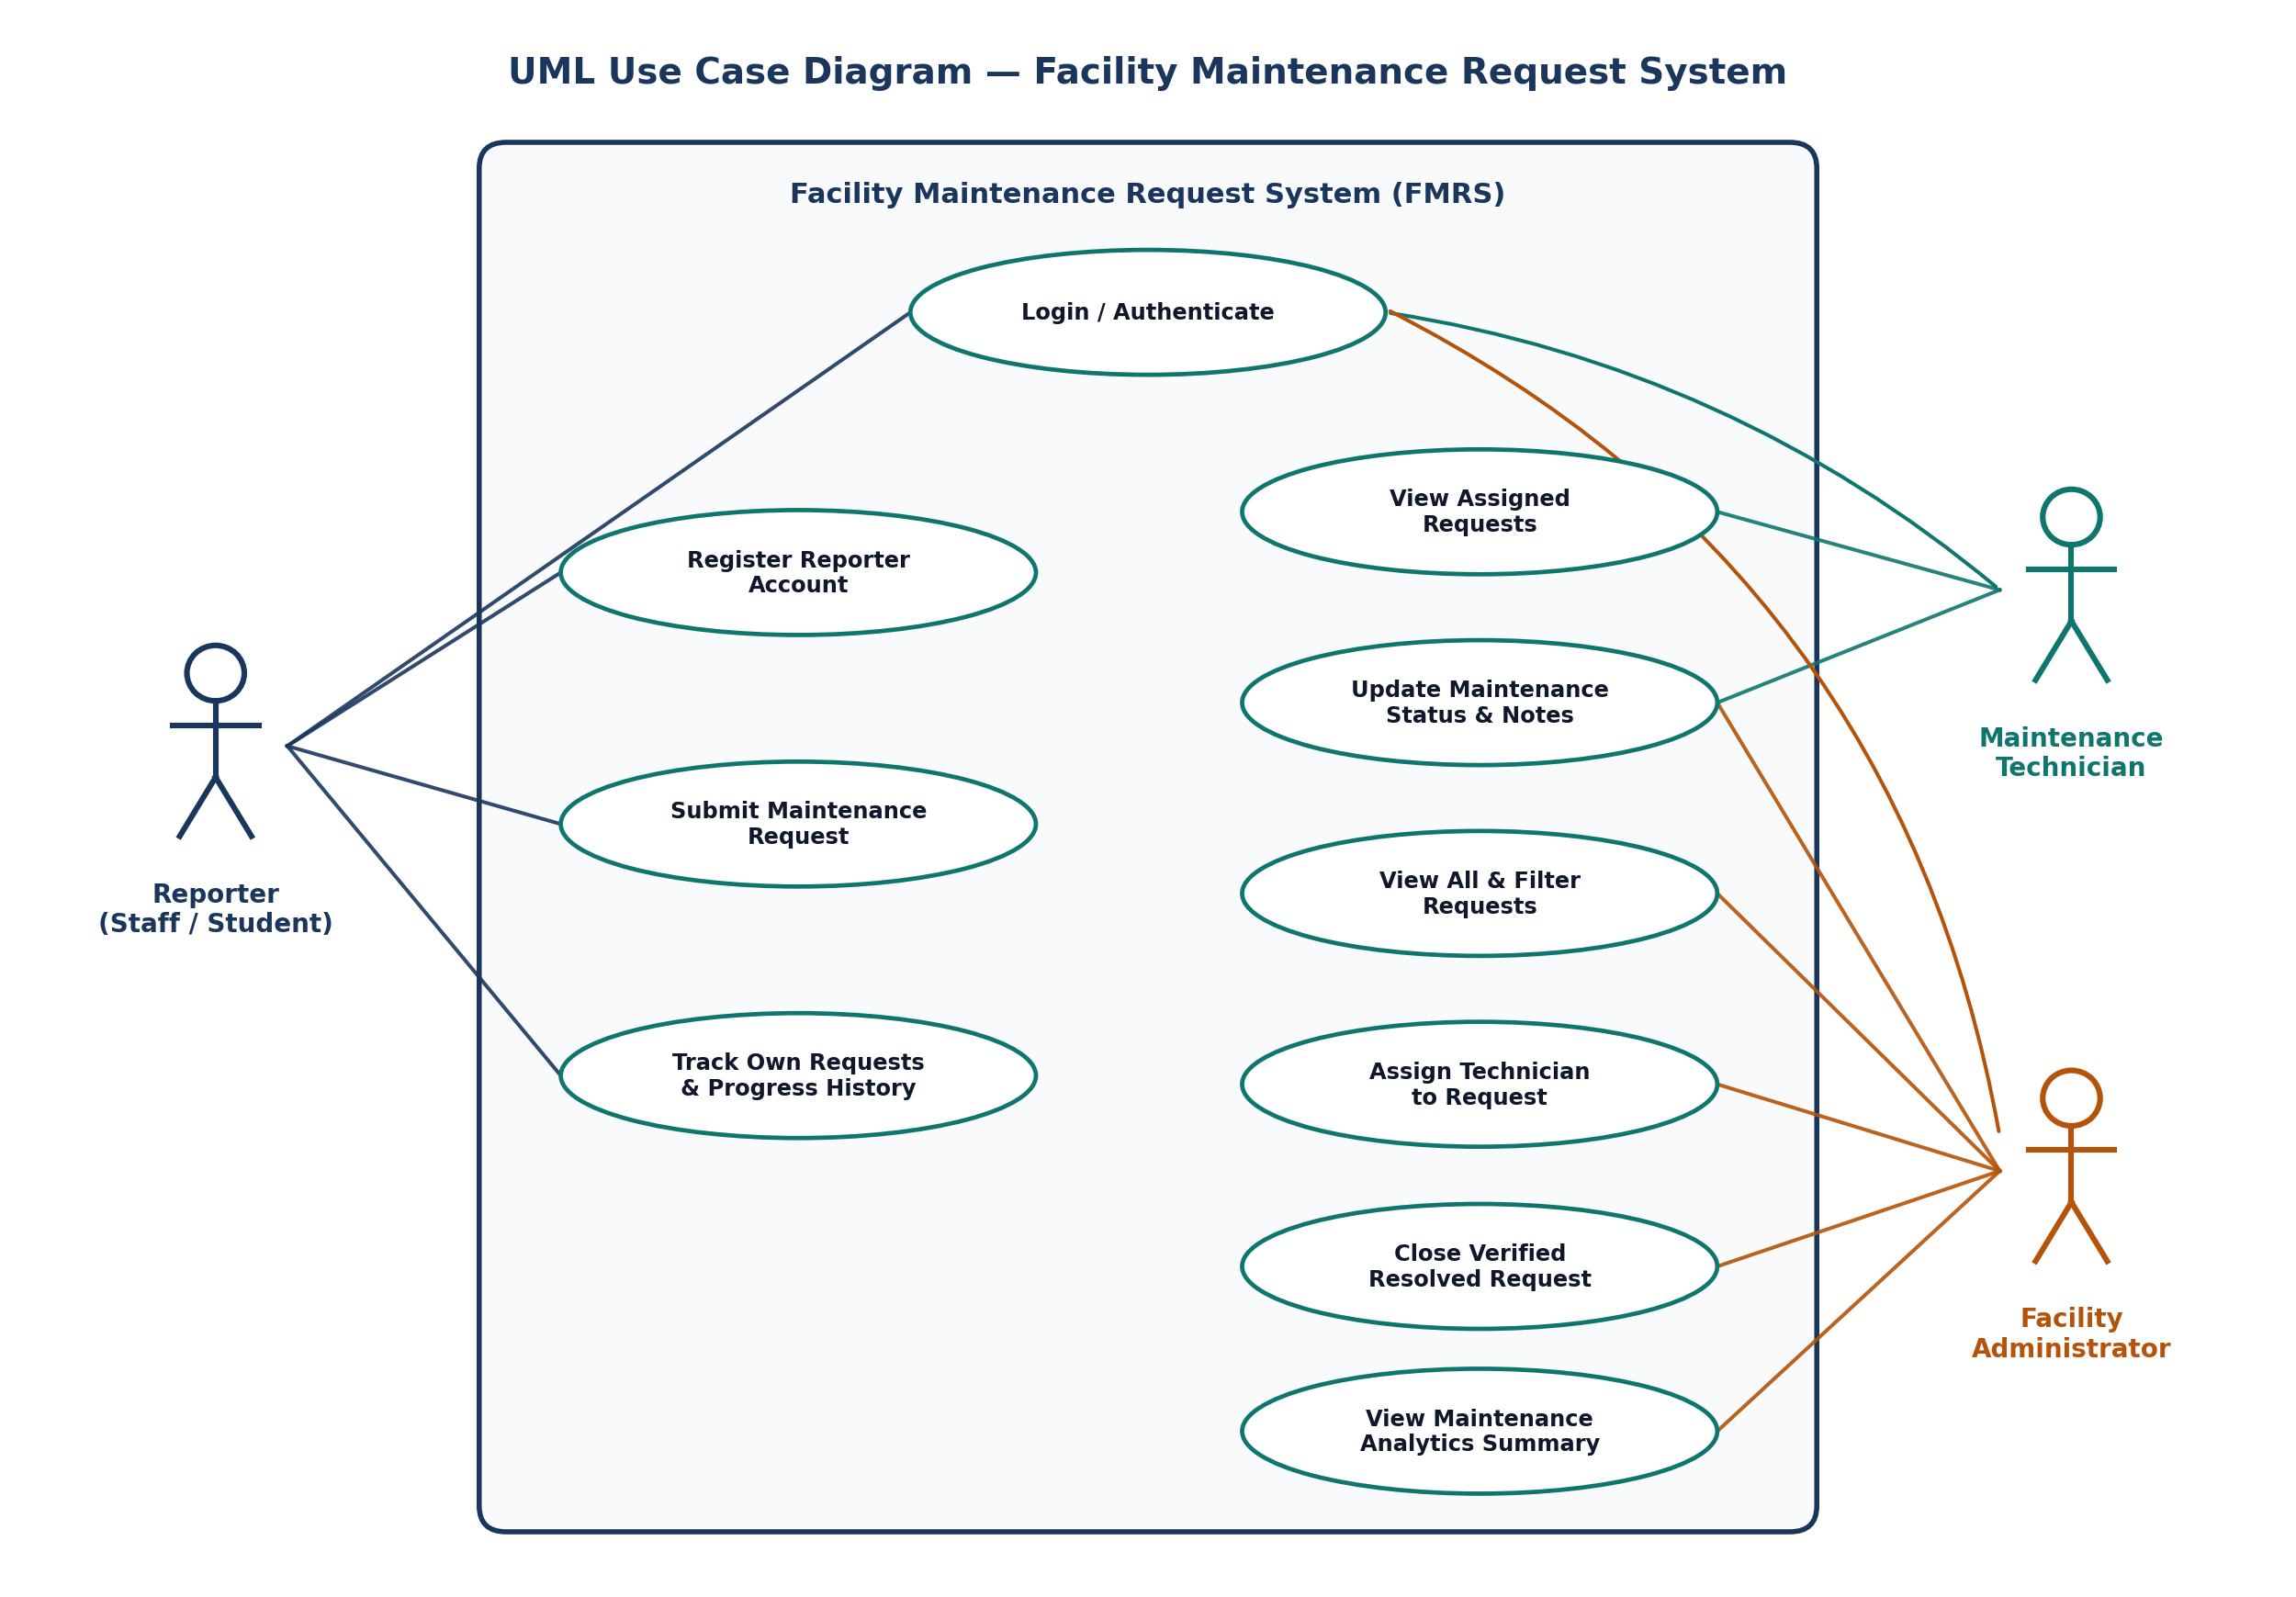 UML Use Case Diagram — Facility Maintenance Request System
Facility Maintenance Request System (FMRS)
Login / Authenticate
Register Reporter
Account
Submit Maintenance
Request
Track Own Requests
& Progress History
View Assigned
Requests
Update Maintenance
Status & Notes
View All & Filter
Requests
Assign Technician
to Request
Close Verified
Resolved Request
View Maintenance
Analytics Summary
Reporter
(Staff / Student)
Maintenance
Technician
Facility
Administrator